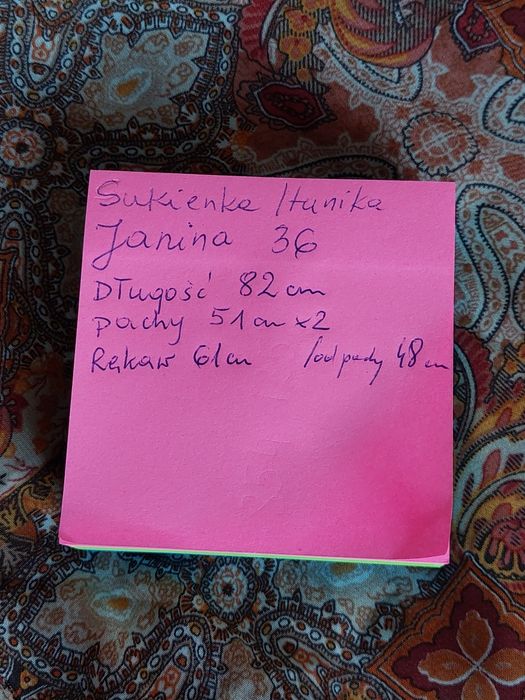 Sukienka / tunika
Janina 36
Długość 82 cm
pachy 51 cm x2
Rękaw 61 cm /od pachy 48 cm